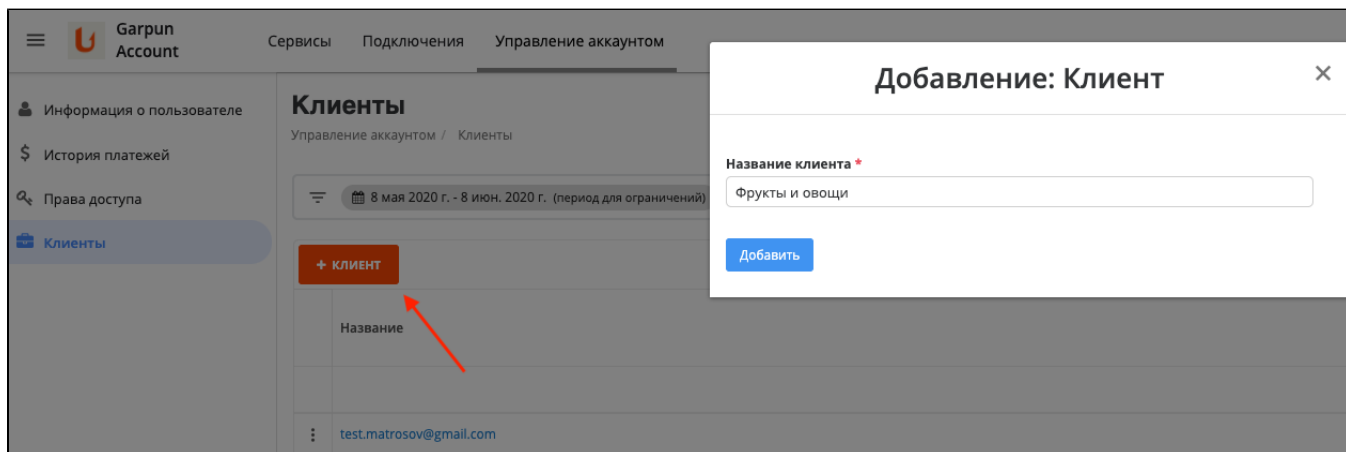 Garpun
Account
Сервисы
Подключения
Управление аккаунтом
Информация о пользователе
История платежей
Права доступа
Клиенты
Клиенты
Управление аккаунтом / Клиенты
8 мая 2020 г. - 8 июн. 2020 г. (период для ограничений)
+ КЛИЕНТ
Название
test.matrosov@gmail.com
Добавление: Клиент
Название клиента *
Фрукты и овощи
Добавить